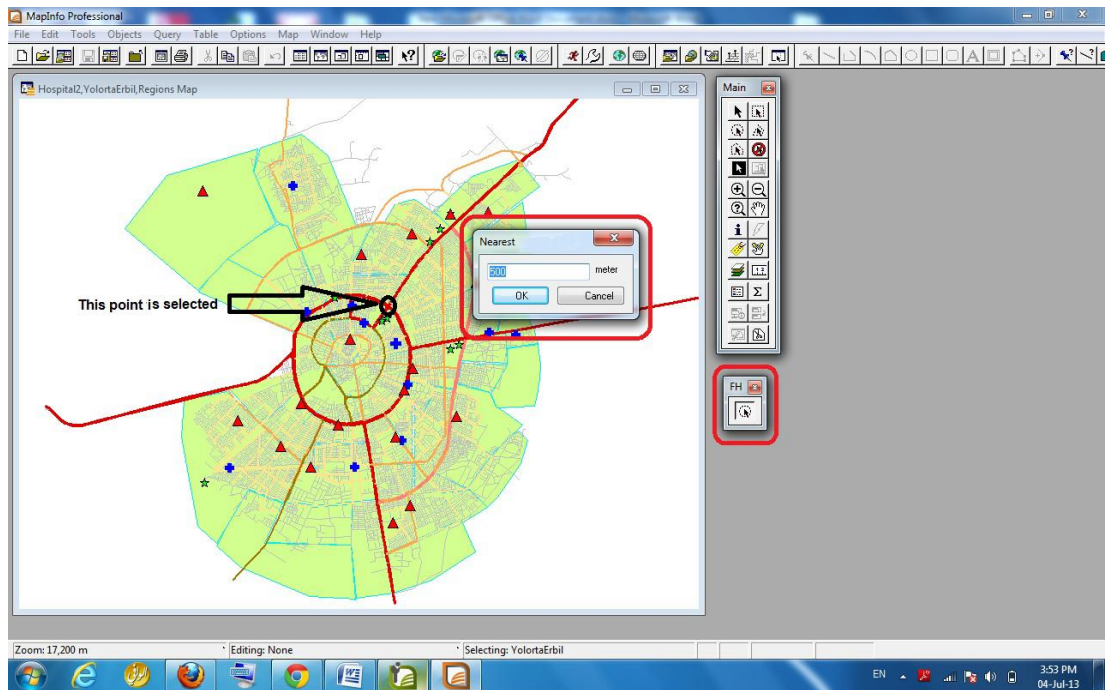 MapInfo Professional
File Edit Tools Objects Query Table Options Map Window Help
Hospital2,YolortaErbil,Regions Map
Main
Nearest
500 meter
OK Cancel
This point is selected
FH
Zoom: 17,200 m Editing: None Selecting: YolortaErbil
EN 3:53 PM
04-Jul-13